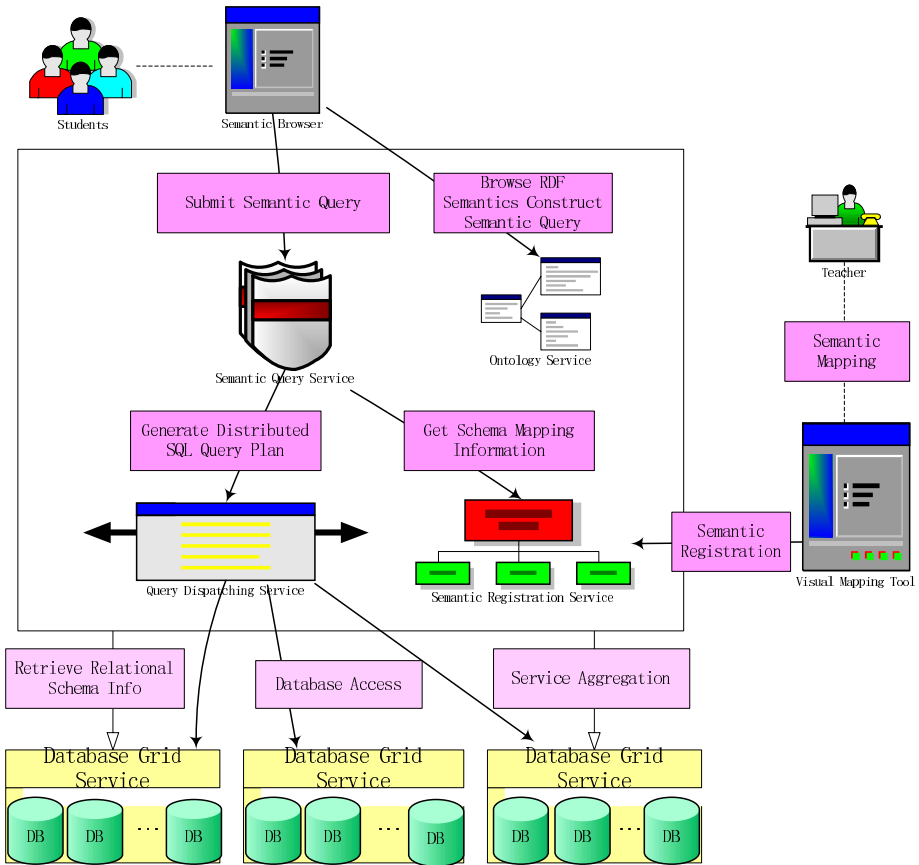 Students
Semantic Browser
Submit Semantic Query
Browse RDF
Semantics Construct
Semantic Query
Teacher
Ontology Service
Semantic
Mapping
Semantic Query Service
Generate Distributed
SQL Query Plan
Get Schema Mapping
Information
Semantic
Registration
Visual Mapping Tool
Query Dispatching Service
Semantic Registration Service
Retrieve Relational
Schema Info
Database Access
Service Aggregation
Database Grid
Service
Database Grid
Service
Database Grid
Service
DB
DB
...
DB
DB
DB
...
DB
DB
DB
...
DB